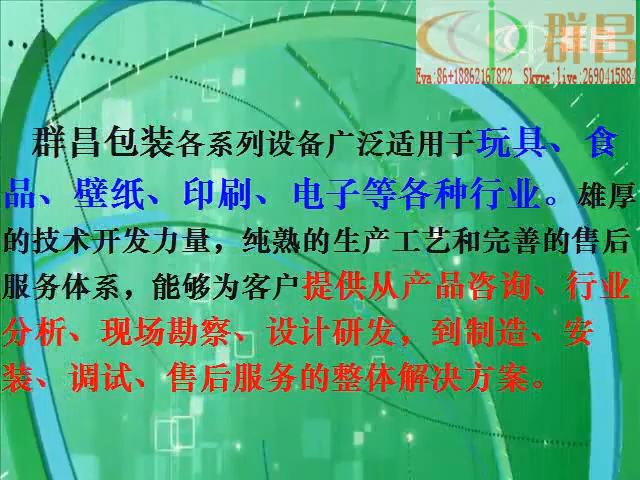 群昌
Eva:86+18862167822 Skype:live:269041588
群昌包装各系列设备广泛适用于玩具、食
品、壁纸、印刷、电子等各种行业。雄厚
的技术开发力量，纯熟的生产工艺和完善的售后
服务体系，能够为客户提供从产品咨询、行业
分析、现场勘察、设计研发，到制造、安
装、调试、售后服务的整体解决方案。